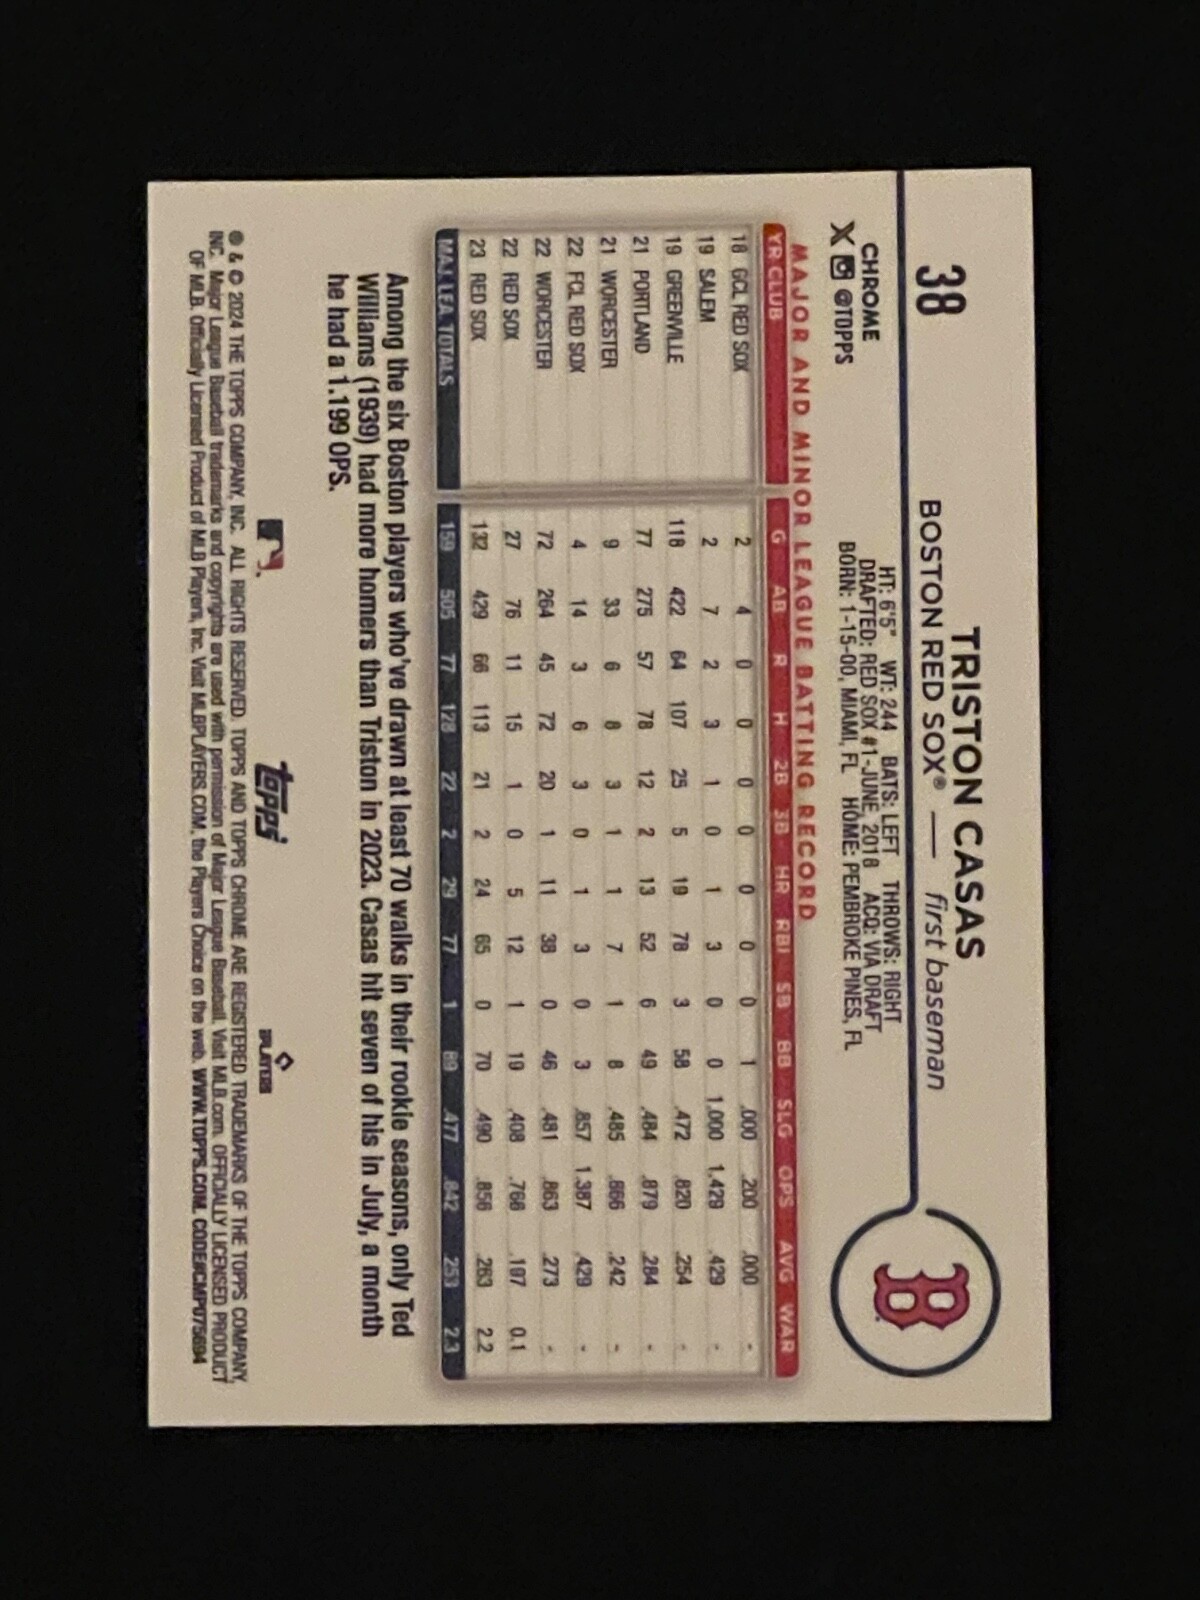 38
TRISTON CASAS
BOSTON RED SOX® — first baseman
B
CHROME
@TOPPS
HT: 6'5" WT: 244 BATS: LEFT THROWS: RIGHT
DRAFTED: RED SOX #1-JUNE, 2018 ACQ: VIA DRAFT
BORN: 1-15-00, MIAMI, FL HOME: PEMBROKE PINES, FL
MAJOR AND MINOR LEAGUE BATTING RECORD
YR CLUB G AB R H 2B 3B HR RBI SB BB SLG OPS AVG WAR
18 GCL RED SOX 2 4 0 0 0 0 0 0 0 1 .000 .200 .000 -
19 SALEM 2 7 2 3 1 0 1 3 0 0 1.000 1.429 .429 -
19 GREENVILLE 118 422 64 107 25 5 19 78 3 58 .472 .820 .254 -
21 PORTLAND 77 275 57 78 12 2 13 52 6 49 .484 .879 .284 -
21 WORCESTER 9 33 6 8 3 1 1 7 1 8 .485 .866 .242 -
22 FCL RED SOX 4 14 3 6 3 0 1 3 0 3 .857 1.387 .429 -
22 WORCESTER 72 264 45 72 20 1 11 38 0 46 .481 .863 .273 -
22 RED SOX 27 76 11 15 1 0 5 12 1 19 .408 .766 .197 0.1
23 RED SOX 132 429 66 113 21 2 24 65 0 70 .490 .856 .263 2.2
MAJ. LEA. TOTALS 159 505 77 128 22 2 29 77 1 89 .477 .842 .253 2.3
Among the six Boston players who've drawn at least 70 walks in their rookie seasons, only Ted
Williams (1939) had more homers than Triston in 2023. Casas hit seven of his in July, a month
he had a 1.199 OPS.
topps
PLAYERS
® & © 2024 THE TOPPS COMPANY, INC. ALL RIGHTS RESERVED. TOPPS AND TOPPS CHROME ARE REGISTERED TRADEMARKS OF THE TOPPS COMPANY,
INC. Major League Baseball trademarks and copyrights are used with permission of Major League Baseball. Visit MLB.com. OFFICIALLY LICENSED PRODUCT
OF MLB. Officially Licensed Product of MLB Players, Inc. Visit MLBPLAYERS.COM, the Players Choice on the web. WWW.TOPPS.COM. CODE#CMP075694